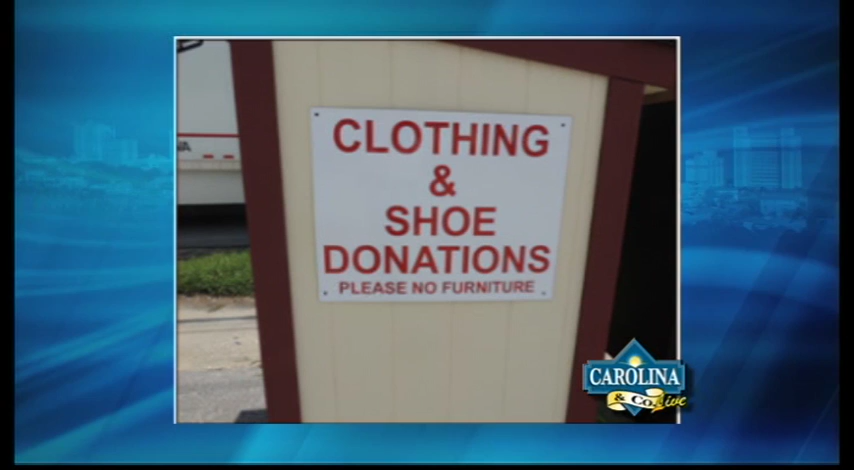 CLOTHING
&
SHOE
DONATIONS
PLEASE NO FURNITURE
CAROLINA
& Co. Live